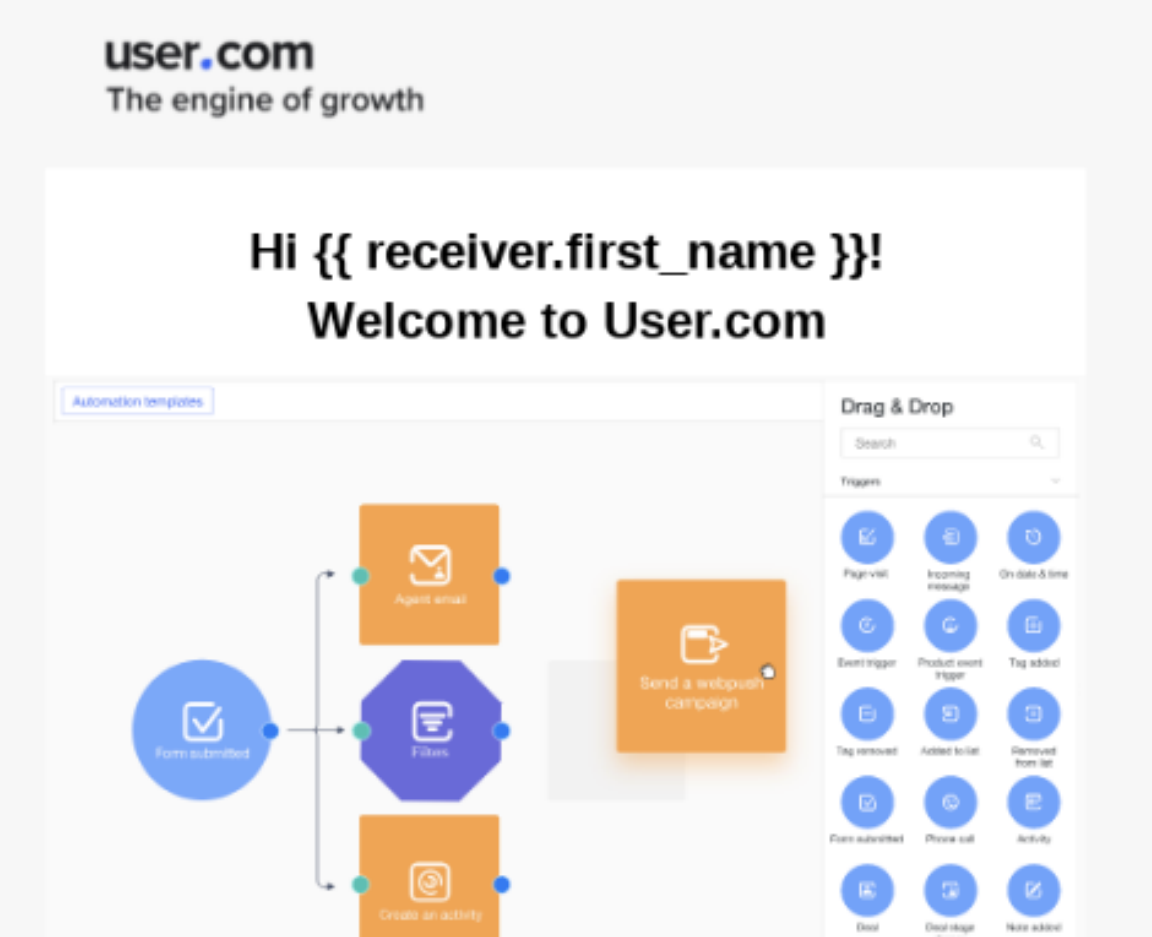 user.com
The engine of growth
Hi {{ receiver.first_name }}!
Welcome to User.com
Automation templates
Drag & Drop
Search
Triggers
Page visit
Incoming
message
On date & time
Event trigger
Product event
trigger
Tag added
Tag removed
Added to list
Removed
from list
Form submitted
Phone call
Activity
Deal
Deal stage
Note added
Agent email
Send a webpush
campaign
Form submitted
Filters
Create an activity